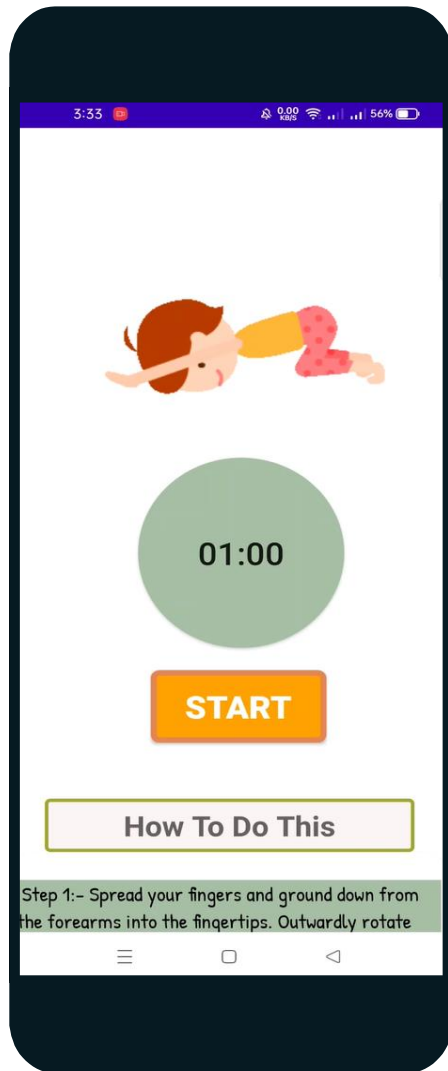 3:33 0.00 KB/S 56%
01:00
START
How To Do This
Step 1:- Spread your fingers and ground down from
the forearms into the fingertips. Outwardly rotate